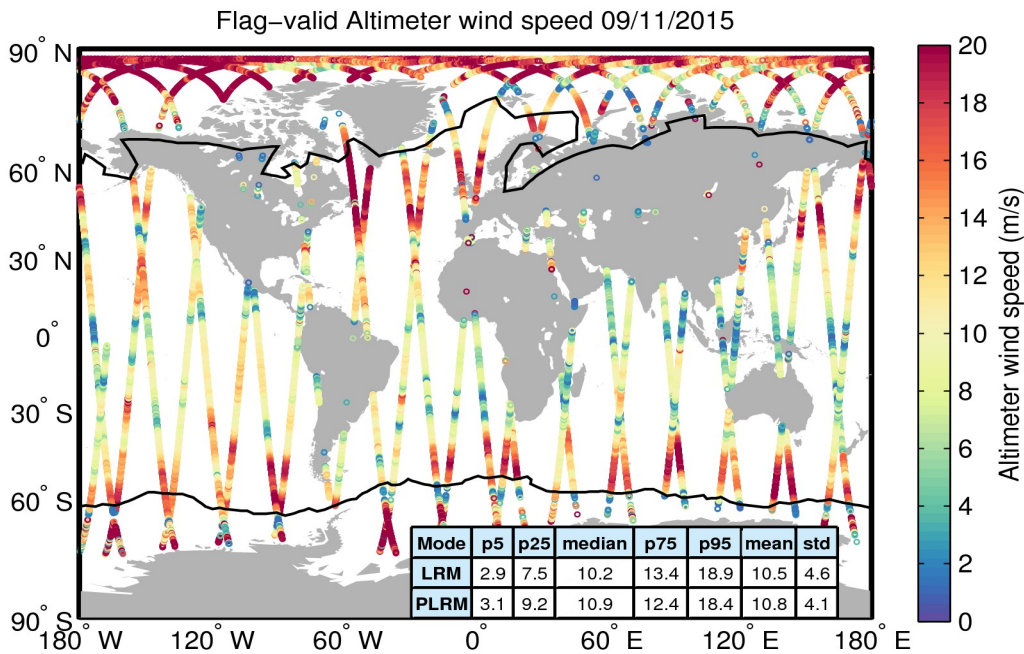 Flag−valid Altimeter wind speed 09/11/2015
90° N
60° N
30° N
0°
30° S
60° S
90° S
180° W
120° W
60° W
0°
60° E
120° E
180° E
Mode p5 p25 median p75 p95 mean std
LRM 2.9 7.5 10.2 13.4 18.9 10.5 4.6
PLRM 3.1 9.2 10.9 12.4 18.4 10.8 4.1
20
18
16
14
12
10
8
6
4
2
0
Altimeter wind speed (m/s)